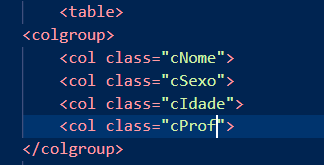 <table>
<colgroup>
<col class="cNome">
<col class="cSexo">
<col class="cIdade">
<col class="cProf">
</colgroup>